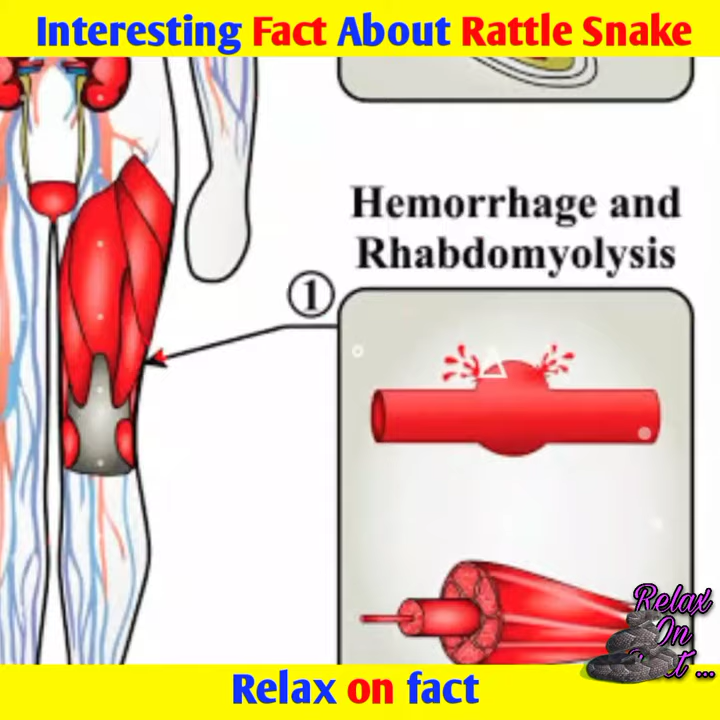 Interesting Fact About Rattle Snake
Hemorrhage and
Rhabdomyolysis
1
Relax
On
Relax on fact